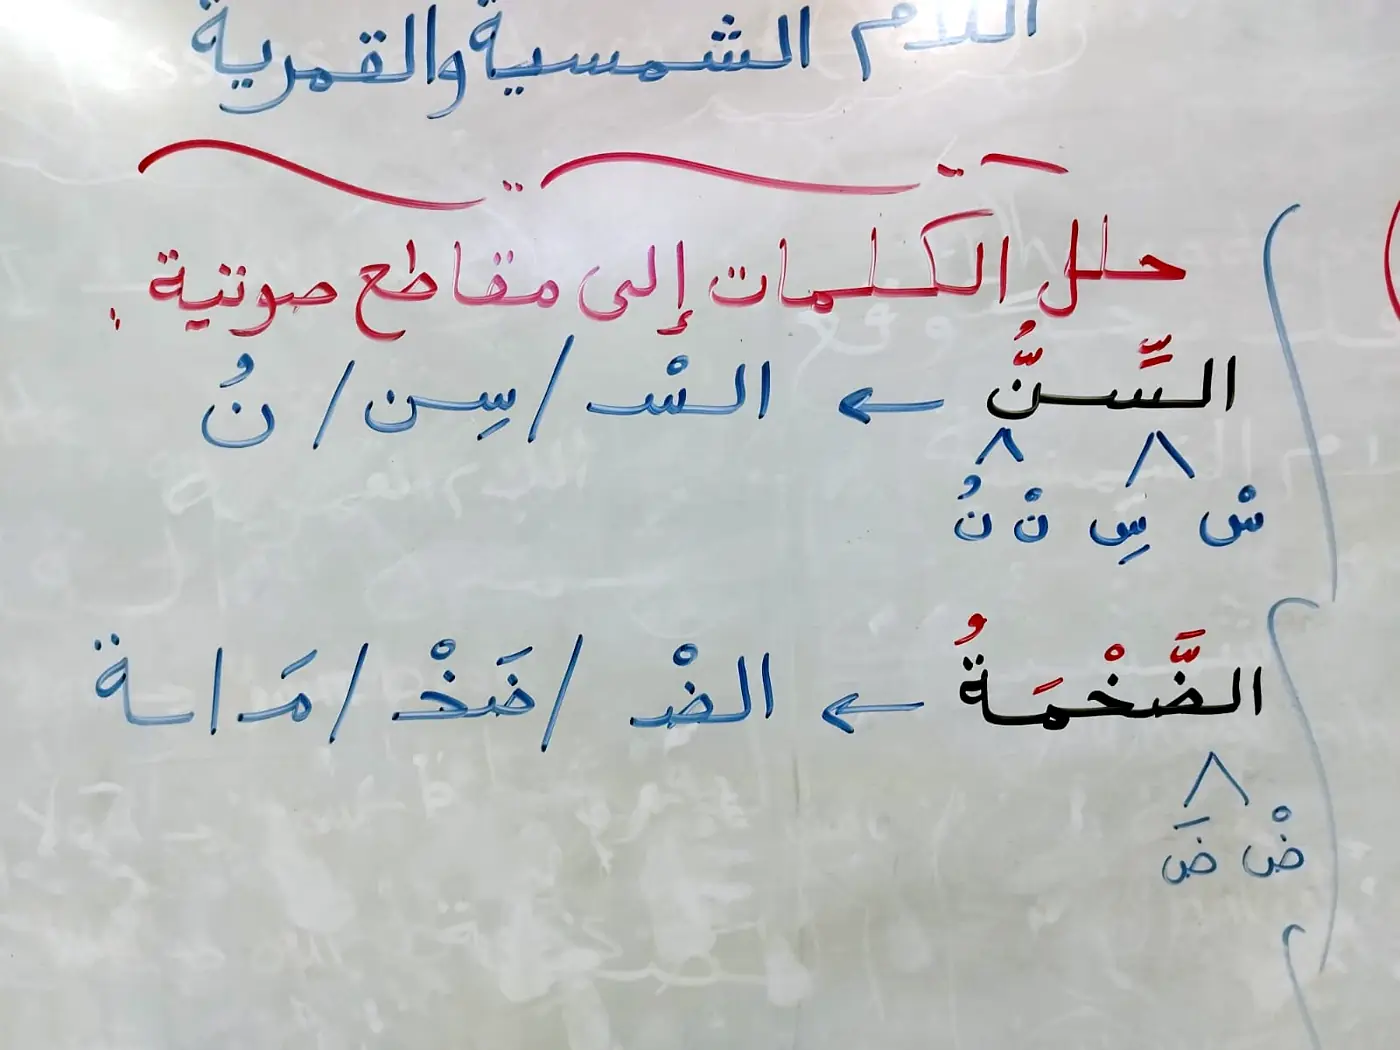 اللام الشمسية والقمرية
حلل الكلمات إلى مقاطع صوتية :
السِّنُّ ← السْـ / سِن / نُ
سْ سِ نْ نُ
الضَّخْمَةُ ← الضْـ / ضَخْ / مَـ / ـة
ضْ ضَ